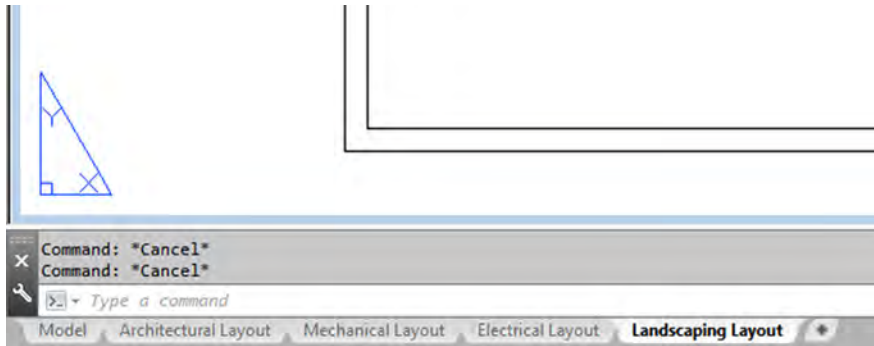 Y
X
Command: *Cancel*
Command: *Cancel*
Type a command
Model Architectural Layout Mechanical Layout Electrical Layout Landscaping Layout +